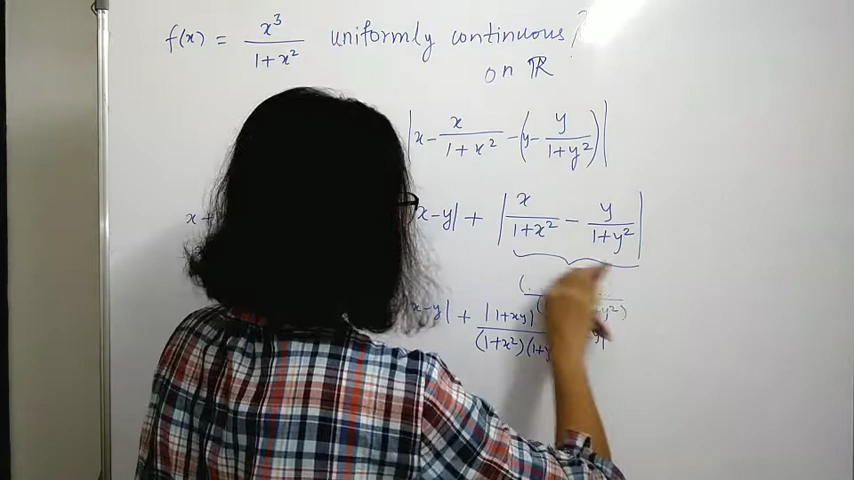 f(x) = x³/(1+x²) uniformly continuous?
on ℝ
|x - x/(1+x²) - (y - y/(1+y²))|
x+ |x-y| + |x/(1+x²) - y/(1+y²)|
|x-y| + |1+xy|/((1+x²)(1+y